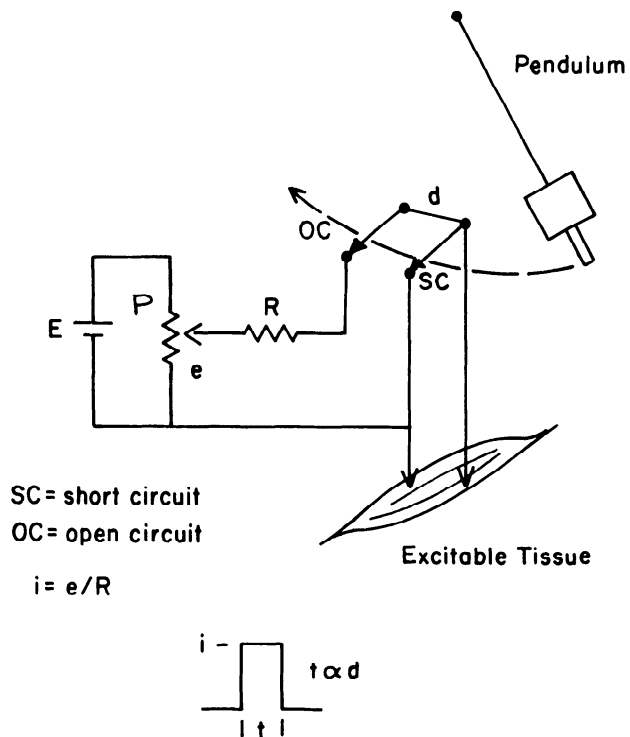 Pendulum
d
OC
SC
P
R
E
e
SC = short circuit
OC = open circuit
Excitable Tissue
i = e/R
i –
t ∝ d
t